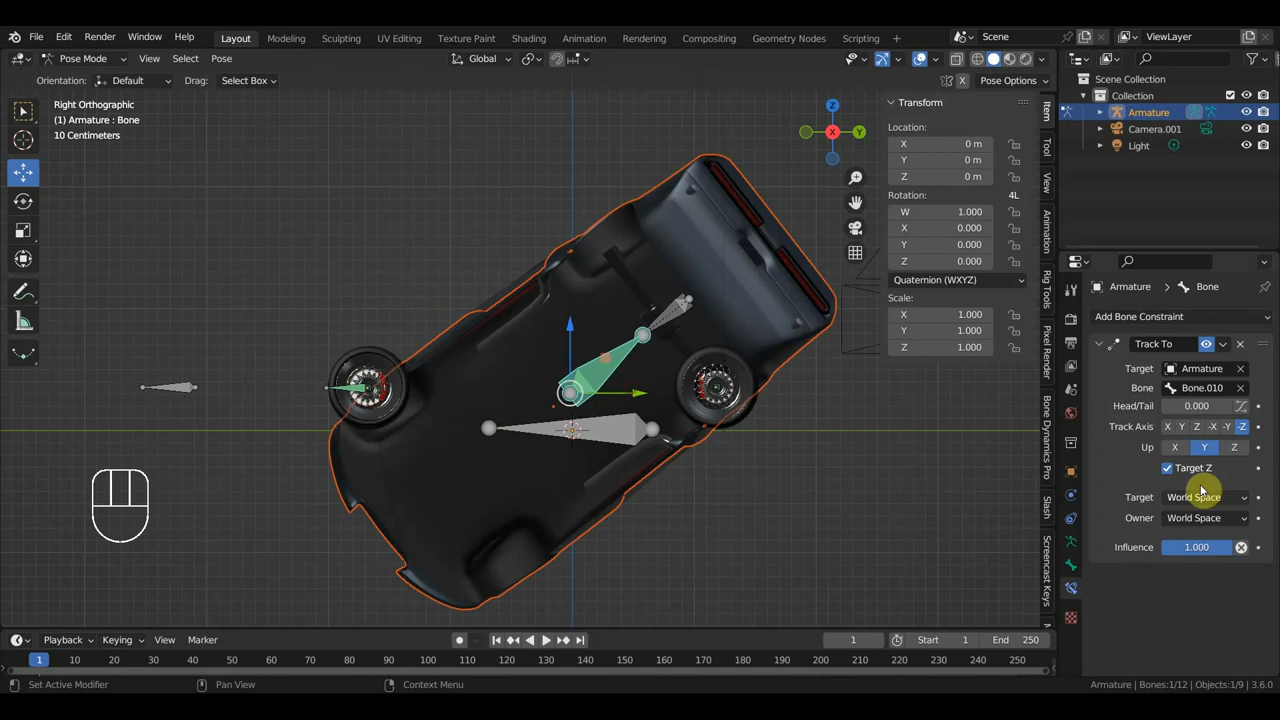 File Edit Render Window Help Layout Modeling Sculpting UV Editing Texture Paint Shading Animation Rendering Compositing Geometry Nodes Scripting + Scene ViewLayer
Pose Mode View Select Pose Global
Orientation: Default Drag: Select Box X Pose Options
Right Orthographic
(1) Armature : Bone
10 Centimeters
Z
Y
X
Transform
Location:
X 0 m
Y 0 m
Z 0 m
Rotation: 4L
W 1.000
X 0.000
Y 0.000
Z 0.000
Quaternion (WXYZ)
Scale:
X 1.000
Y 1.000
Z 1.000
Item
Tool
View
Animation
Rig Tools
Pixel Render
Bone Dynamics Pro
Slash
Screencast Keys
Scene Collection
Collection
Armature
Camera.001
Light
Armature > Bone
Add Bone Constraint
Track To
Target Armature
Bone Bone.010
Head/Tail 0.000
Track Axis X Y Z -X -Y -Z
Up X Y Z
Target Z
Target World Space
Owner World Space
Influence 1.000
Playback Keying View Marker 1 Start 1 End 250
1 10 20 30 40 50 60 70 80 90 100 110 120 130 140 150 160 170 180 190 200 210 220 230 240 250
Set Active Modifier Pan View Context Menu Armature | Bones:1/12 | Objects:1/9 | 3.6.0